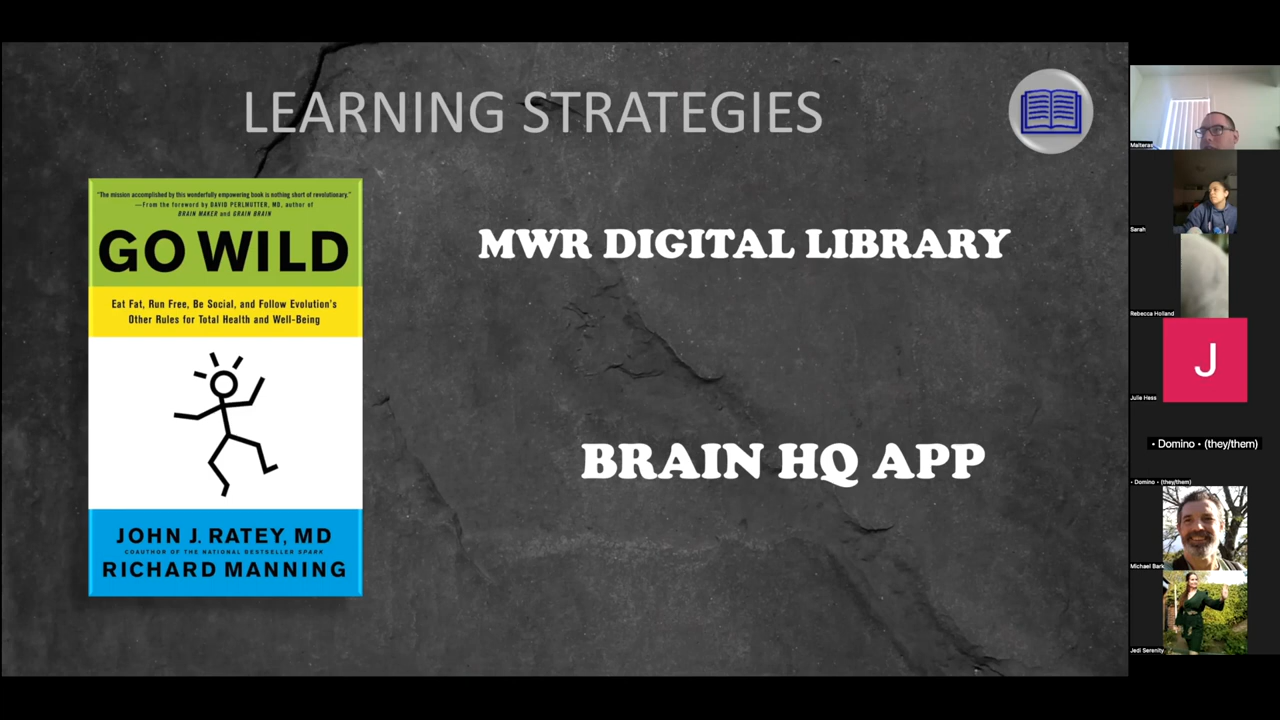 LEARNING STRATEGIES
"The mission accomplished by this wonderfully empowering book is nothing short of revolutionary."
—From the foreword by DAVID PERLMUTTER, MD, author of
BRAIN MAKER and GRAIN BRAIN
GO WILD
Eat Fat, Run Free, Be Social, and Follow Evolution's
Other Rules for Total Health and Well-Being
JOHN J. RATEY, MD
COAUTHOR OF THE NATIONAL BESTSELLER SPARK
RICHARD MANNING
MWR DIGITAL LIBRARY
BRAIN HQ APP
Sarah
Rebecca Holland
J
Julie Hess
• Domino • (they/them)
• Domino • (they/them)
Michael Bark
Jedi Serenity